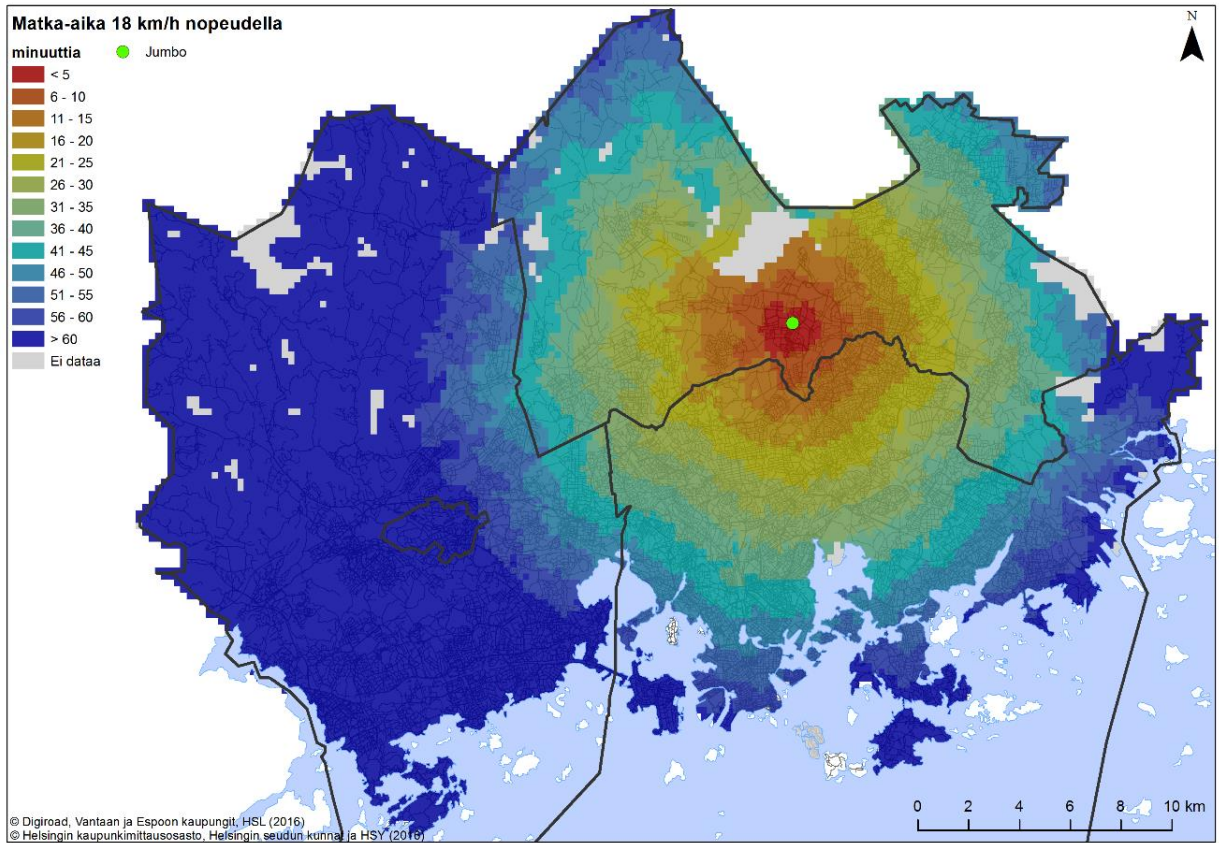 Matka-aika 18 km/h nopeudella
minuuttia
Jumbo
< 5
6 - 10
11 - 15
16 - 20
21 - 25
26 - 30
31 - 35
36 - 40
41 - 45
46 - 50
51 - 55
56 - 60
> 60
Ei dataa
N
0 2 4 6 8 10 km
© Digiroad, Vantaan ja Espoon kaupungit, HSL (2016)
© Helsingin kaupunkimittausosasto, Helsingin seudun kunnat ja HSY (2016)